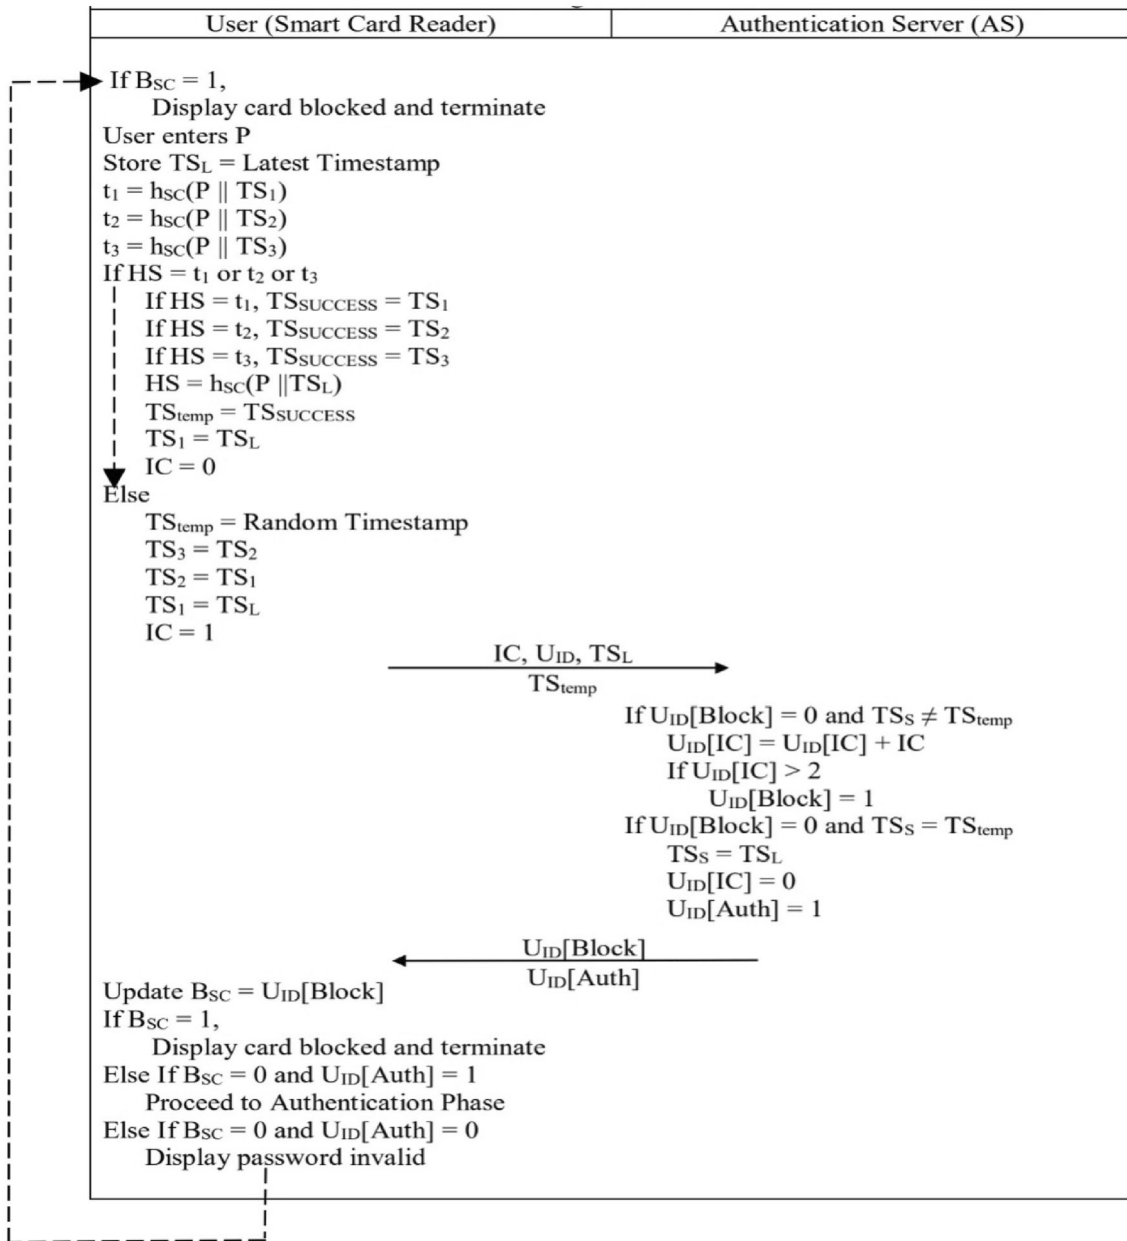 User (Smart Card Reader) Authentication Server (AS)
If B_SC = 1,
Display card blocked and terminate
User enters P
Store TS_L = Latest Timestamp
t₁ = h_SC(P || TS₁)
t₂ = h_SC(P || TS₂)
t₃ = h_SC(P || TS₃)
If HS = t₁ or t₂ or t₃
If HS = t₁, TS_SUCCESS = TS₁
If HS = t₂, TS_SUCCESS = TS₂
If HS = t₃, TS_SUCCESS = TS₃
HS = h_SC(P ||TS_L)
TS_temp = TS_SUCCESS
TS₁ = TS_L
IC = 0
Else
TS_temp = Random Timestamp
TS₃ = TS₂
TS₂ = TS₁
TS₁ = TS_L
IC = 1
IC, U_ID, TS_L
TS_temp
If U_ID[Block] = 0 and TS_S ≠ TS_temp
U_ID[IC] = U_ID[IC] + IC
If U_ID[IC] > 2
U_ID[Block] = 1
If U_ID[Block] = 0 and TS_S = TS_temp
TS_S = TS_L
U_ID[IC] = 0
U_ID[Auth] = 1
U_ID[Block]
U_ID[Auth]
Update B_SC = U_ID[Block]
If B_SC = 1,
Display card blocked and terminate
Else If B_SC = 0 and U_ID[Auth] = 1
Proceed to Authentication Phase
Else If B_SC = 0 and U_ID[Auth] = 0
Display password invalid